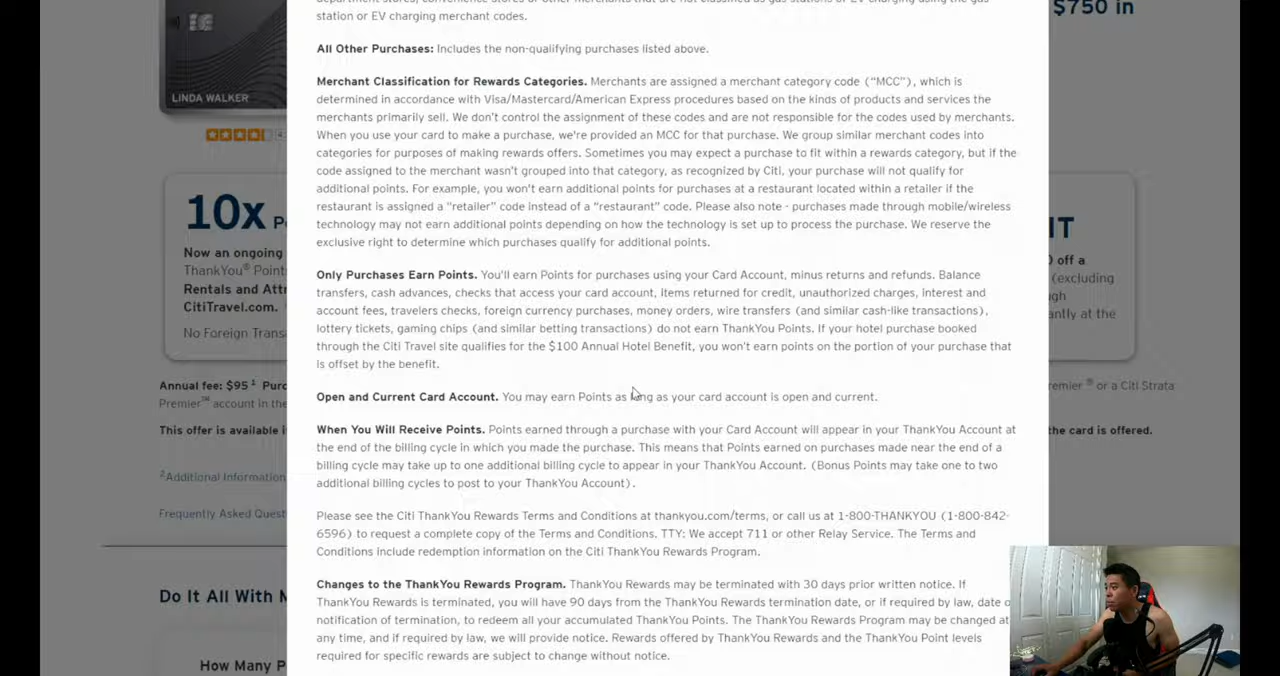 department stores, convenience stores or other merchants that are not classified as gas stations or EV charging using the gas
$750 in
station or EV charging merchant codes.
All Other Purchases: Includes the non-qualifying purchases listed above.
Merchant Classification for Rewards Categories. Merchants are assigned a merchant category code (“MCC”), which is
LINDA WALKER
determined in accordance with Visa/Mastercard/American Express procedures based on the kinds of products and services the
merchants primarily sell. We don't control the assignment of these codes and are not responsible for the codes used by merchants.
When you use your card to make a purchase, we're provided an MCC for that purchase. We group similar merchant codes into
categories for purposes of making rewards offers. Sometimes you may expect a purchase to fit within a rewards category, but if the
code assigned to the merchant wasn't grouped into that category, as recognized by Citi, your purchase will not qualify for
additional points. For example, you won't earn additional points for purchases at a restaurant located within a retailer if the
restaurant is assigned a “retailer” code instead of a “restaurant” code. Please also note - purchases made through mobile/wireless
technology may not earn additional points depending on how the technology is set up to process the purchase. We reserve the
exclusive right to determine which purchases qualify for additional points.
10x P
IT
Now an ongoing
ThankYou® Points
Rentals and Attr
CitiTravel.com.
No Foreign Trans
0 off a
(excluding
ugh
antly at the
Only Purchases Earn Points. You'll earn Points for purchases using your Card Account, minus returns and refunds. Balance
transfers, cash advances, checks that access your card account, items returned for credit, unauthorized charges, interest and
account fees, travelers checks, foreign currency purchases, money orders, wire transfers (and similar cash-like transactions),
lottery tickets, gaming chips (and similar betting transactions) do not earn ThankYou Points. If your hotel purchase booked
through the Citi Travel site qualifies for the $100 Annual Hotel Benefit, you won't earn points on the portion of your purchase that
is offset by the benefit.
Annual fee: $95 1 Purc
Premier℠ account in the
remier ® or a Citi Strata
Open and Current Card Account. You may earn Points as long as your card account is open and current.
This offer is available i
the card is offered.
When You Will Receive Points. Points earned through a purchase with your Card Account will appear in your ThankYou Account at
the end of the billing cycle in which you made the purchase. This means that Points earned on purchases made near the end of a
billing cycle may take up to one additional billing cycle to appear in your ThankYou Account. (Bonus Points may take one to two
additional billing cycles to post to your ThankYou Account).
2Additional Information
Frequently Asked Quest
Please see the Citi ThankYou Rewards Terms and Conditions at thankyou.com/terms, or call us at 1-800-THANKYOU (1-800-842-
6596) to request a complete copy of the Terms and Conditions. TTY: We accept 711 or other Relay Service. The Terms and
Conditions include redemption information on the Citi ThankYou Rewards Program.
Do It All With M
Changes to the ThankYou Rewards Program. ThankYou Rewards may be terminated with 30 days prior written notice. If
ThankYou Rewards is terminated, you will have 90 days from the ThankYou Rewards termination date, or if required by law, date o
notification of termination, to redeem all your accumulated ThankYou Points. The ThankYou Rewards Program may be changed at
any time, and if required by law, we will provide notice. Rewards offered by ThankYou Rewards and the ThankYou Point levels
required for specific rewards are subject to change without notice.
How Many P